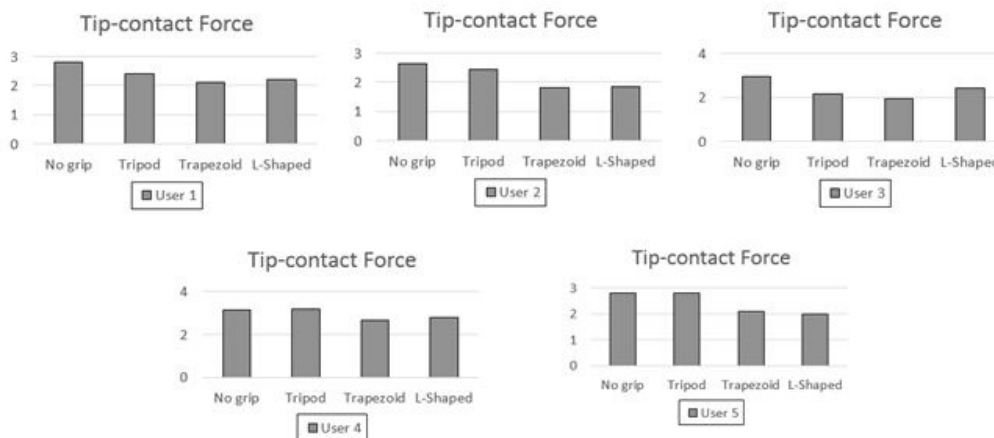 Tip-contact Force
3
2
1
0
No grip Tripod Trapezoid L-Shaped
User 1
Tip-contact Force
3
2
1
0
No grip Tripod Trapezoid L-Shaped
User 2
Tip-contact Force
4
2
0
No grip Tripod Trapezoid L-Shaped
User 3
Tip-contact Force
4
2
0
No grip Tripod Trapezoid L-Shaped
User 4
Tip-contact Force
3
2
1
0
No grip Tripod Trapezoid L-Shaped
User 5